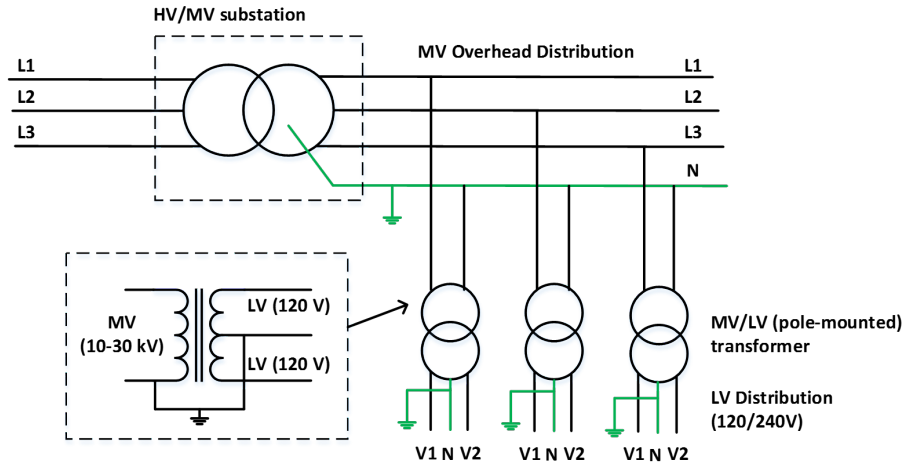 HV/MV substation
MV Overhead Distribution
L1
L1
L2
L2
L3
L3
N
MV
(10-30 kV)
LV (120 V)
LV (120 V)
MV/LV (pole-mounted)
transformer
LV Distribution
(120/240V)
V1 N V2
V1 N V2
V1 N V2